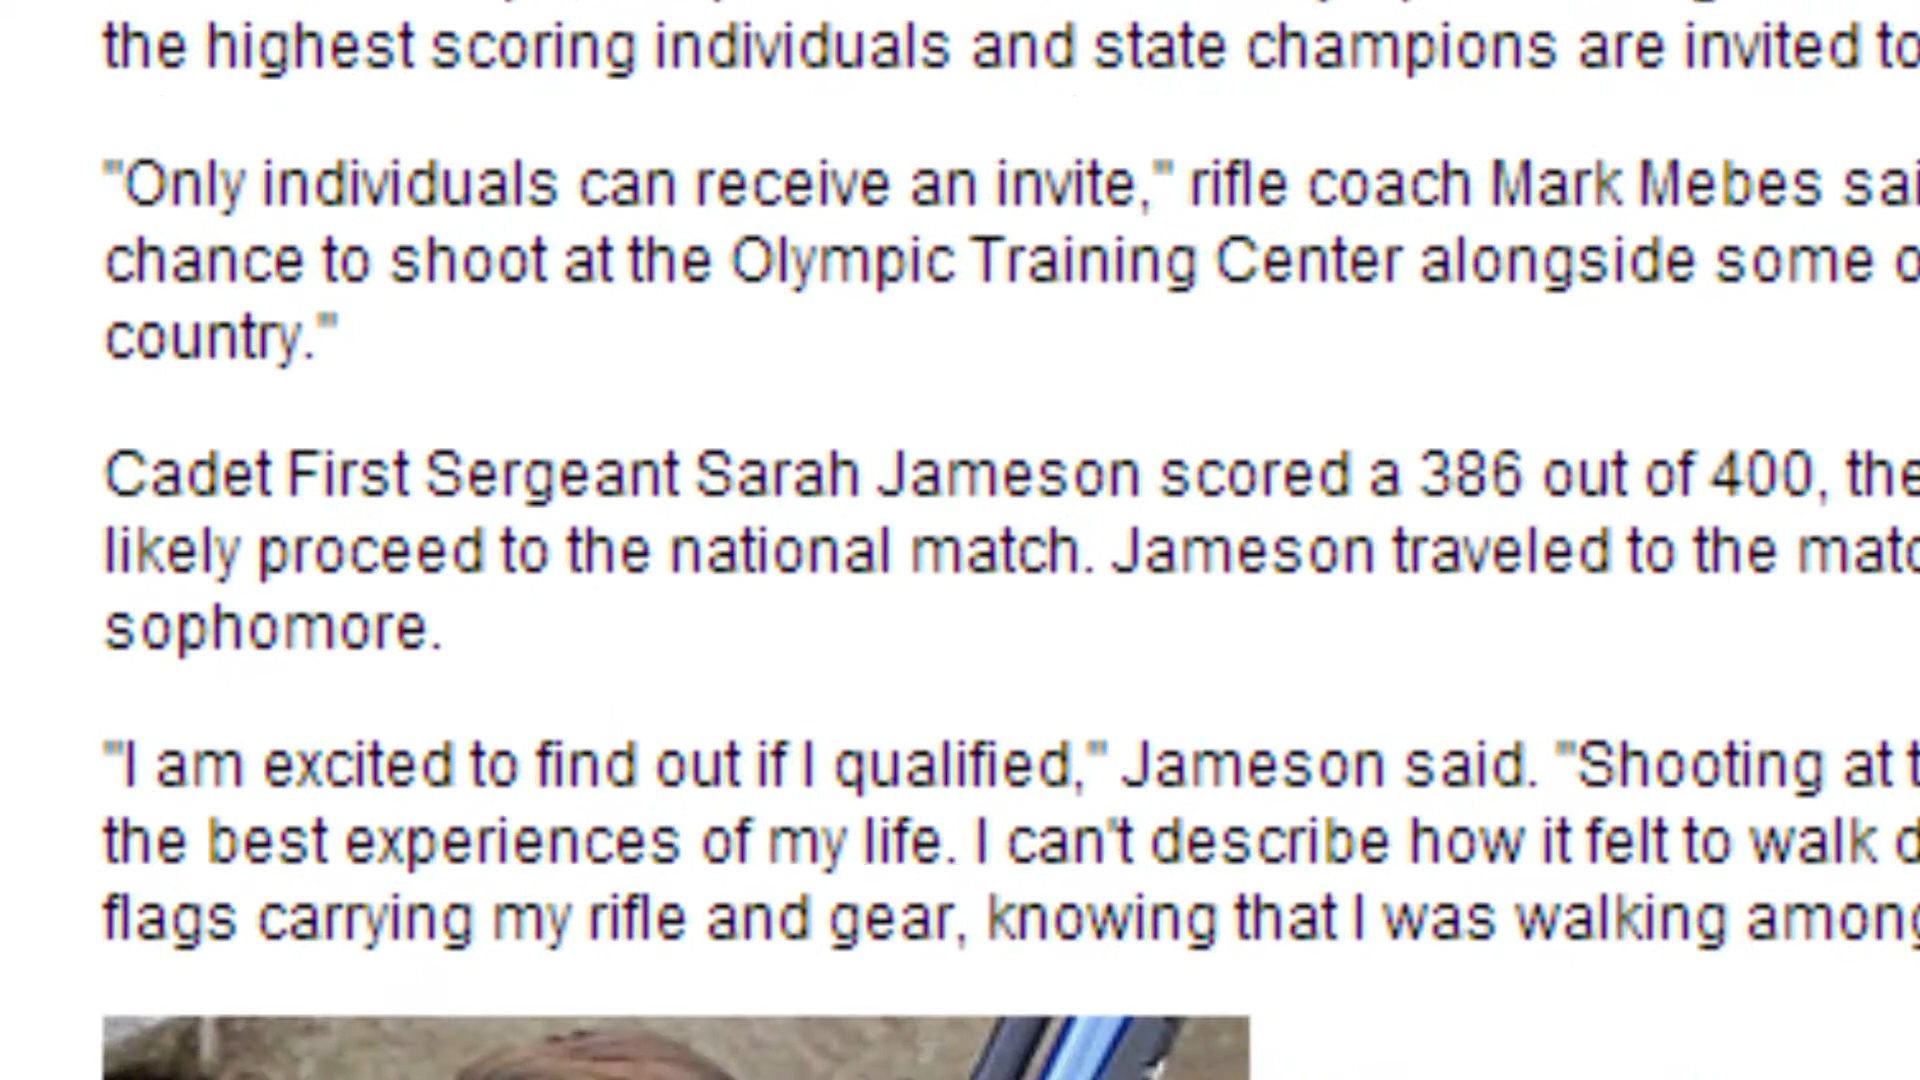 the highest scoring individuals and state champions are invited to
"Only individuals can receive an invite," rifle coach Mark Mebes
chance to shoot at the Olympic Training Center alongside some
country."
Cadet First Sergeant Sarah Jameson scored a 386 out of 400,
likely proceed to the national match. Jameson traveled to the
sophomore.
"I am excited to find out if I qualified," Jameson said. "Shooting at
the best experiences of my life. I can't describe how it felt to walk
flags carrying my rifle and gear, knowing that I was walking